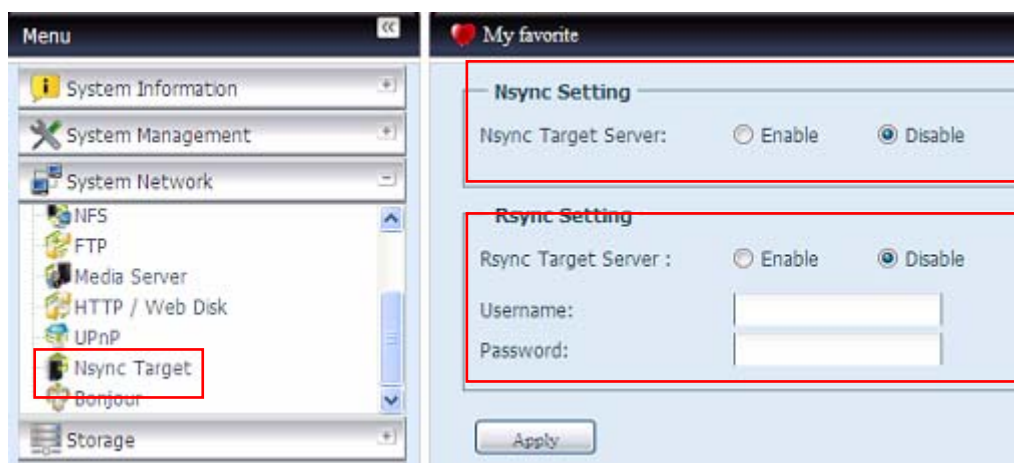 Menu
My favorite
System Information
System Management
System Network
NFS
FTP
Media Server
HTTP / Web Disk
UPnP
Nsync Target
Bonjour
Storage
Nsync Setting
Nsync Target Server: Enable Disable
Rsync Setting
Rsync Target Server : Enable Disable
Username:
Password:
Apply